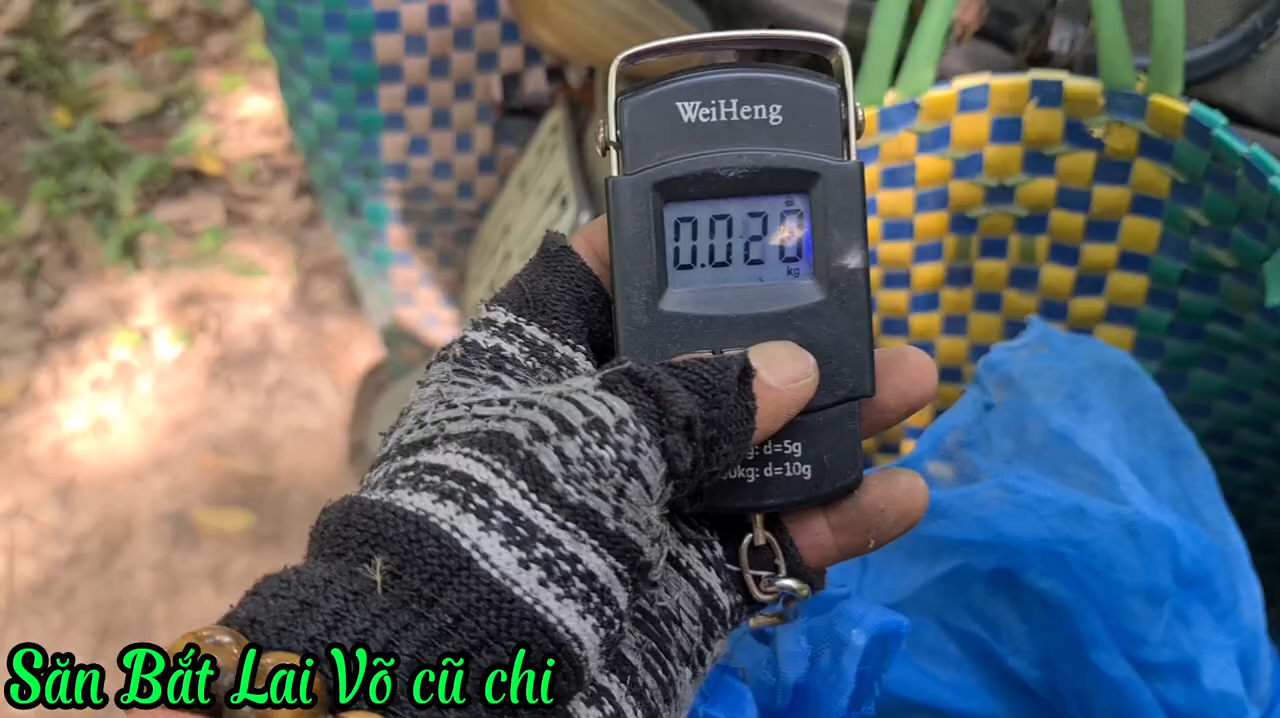 WeiHeng
0.020
kg
d=5g
d=10g
Săn Bắt Lai Võ cũ chi